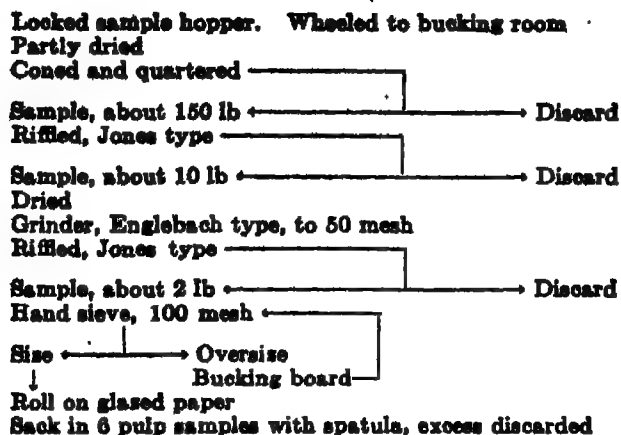 Locked sample hopper. Wheeled to bucking room
Partly dried
Coned and quartered
Sample, about 150 lb Discard
Riffled, Jones type
Sample, about 10 lb Discard
Dried
Grinder, Englebach type, to 50 mesh
Riffled, Jones type
Sample, about 2 lb Discard
Hand sieve, 100 mesh
Size Oversize
Bucking board
Roll on glazed paper
Sack in 6 pulp samples with spatula, excess discarded